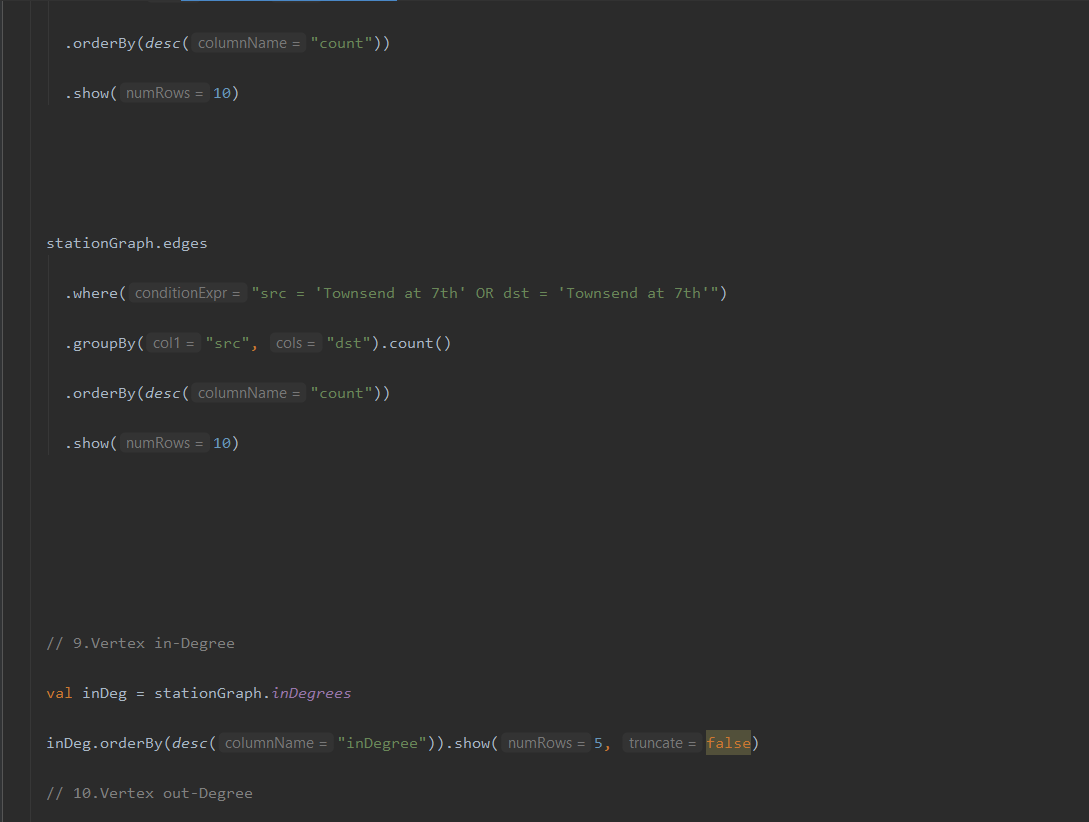 .orderBy(desc( columnName = "count"))
.show( numRows = 10)
stationGraph.edges
.where( conditionExpr = "src = 'Townsend at 7th' OR dst = 'Townsend at 7th'")
.groupBy( col1 = "src", cols = "dst").count()
.orderBy(desc( columnName = "count"))
.show( numRows = 10)
// 9.Vertex in-Degree
val inDeg = stationGraph.inDegrees
inDeg.orderBy(desc( columnName = "inDegree")).show( numRows = 5, truncate = false)
// 10.Vertex out-Degree